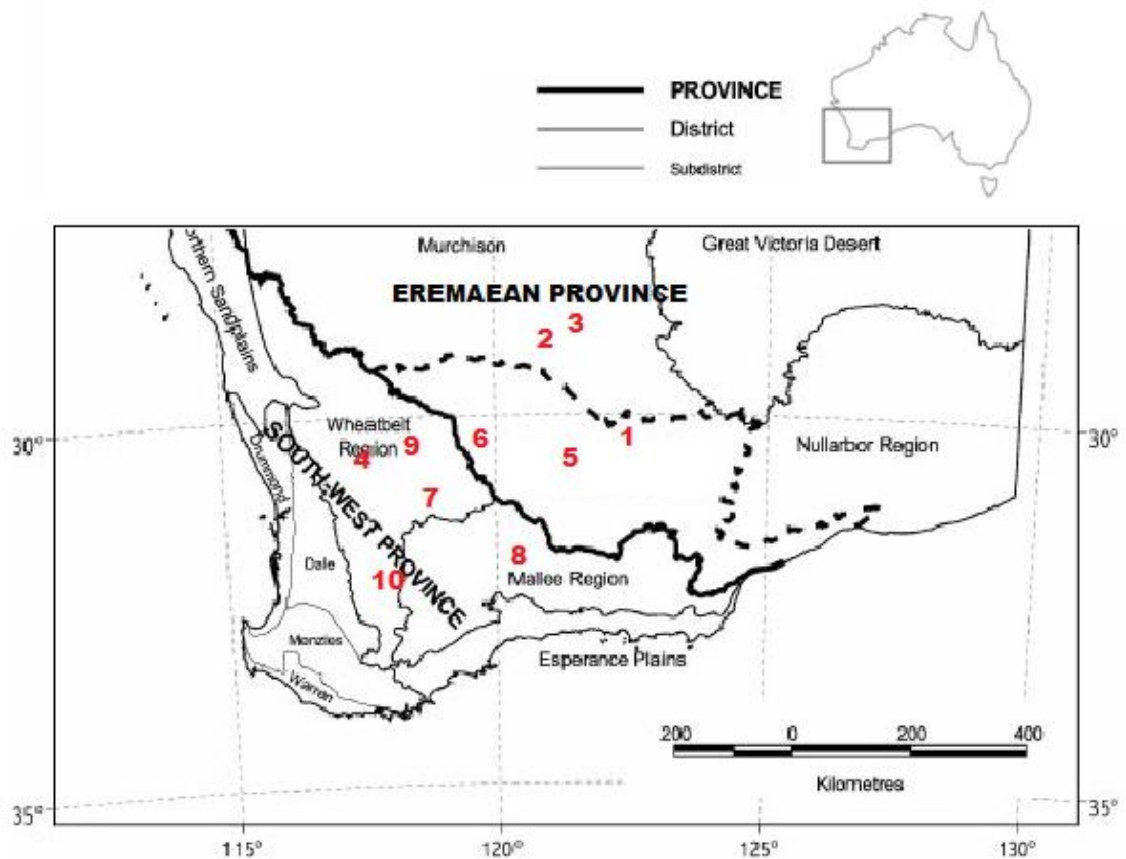 PROVINCE
District
Subdistrict
Murchison
Great Victoria Desert
orthern Sandplains
EREMAEAN PROVINCE
3
2
Wheatbelt
Region
9
6
1
30°
30°
4
5
Nullarbor Region
Drummond
SOUTH-WEST PROVINCE
7
8
Dale
10
Mallee Region
Menzies
Esperance Plains
Warren
200 0 200 400
Kilometres
35°
35°
115° 120° 125° 130°